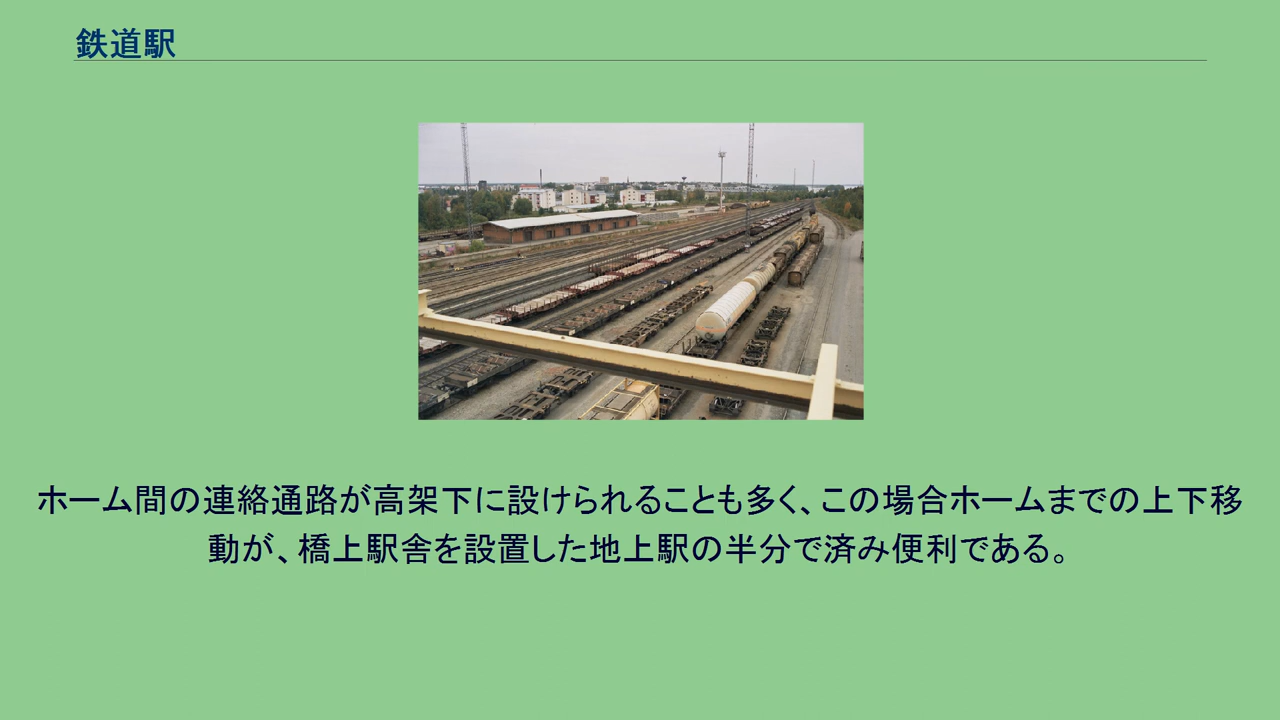 鉄道駅
ホーム間の連絡通路が高架下に設けられることも多く、この場合ホームまでの上下移
動が、橋上駅舎を設置した地上駅の半分で済み便利である。